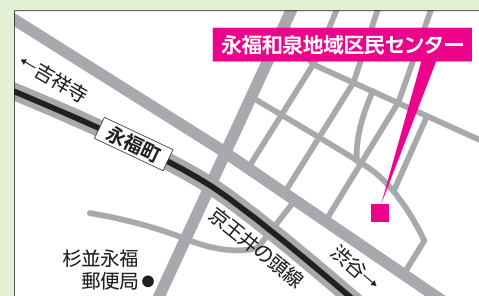 永福和泉地域区民センター
←吉祥寺
永福町
京王井の頭線
渋谷→
杉並永福
郵便局●